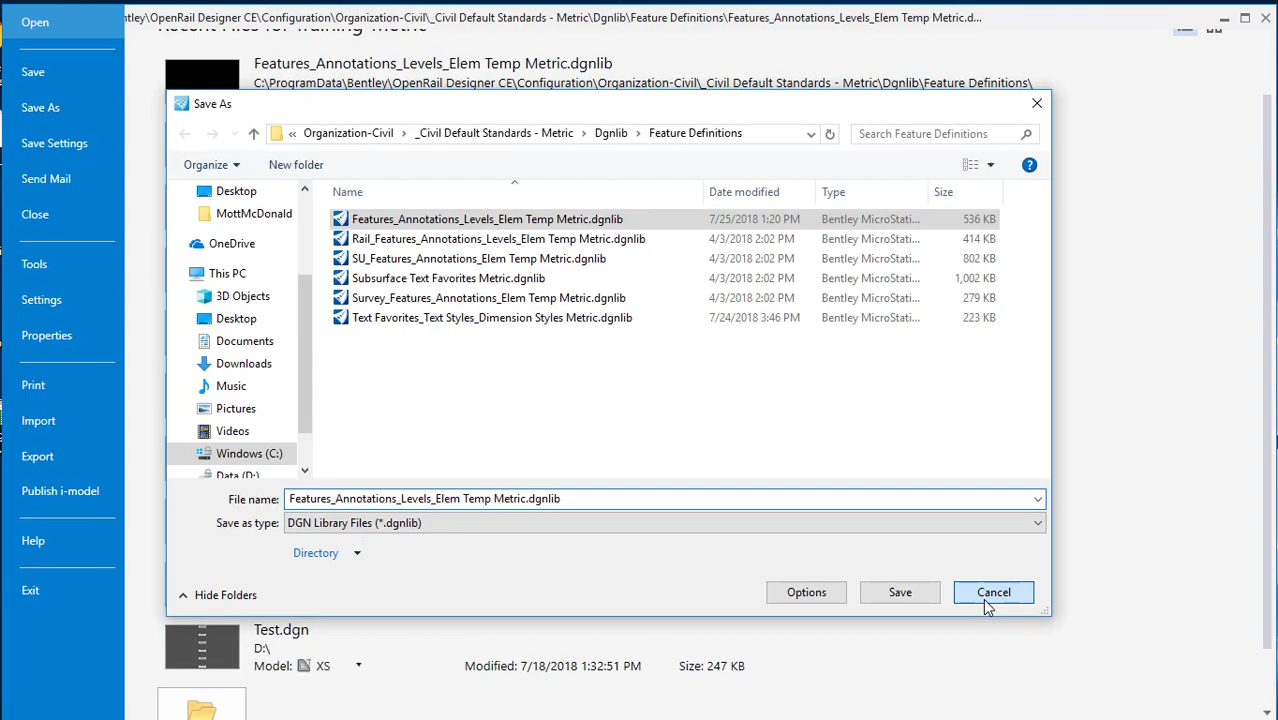 Open
tley\OpenRail Designer CE\Configuration\Organization-Civil\_Civil Default Standards - Metric\Dgnlib\Feature Definitions\Features_Annotations_Levels_Elem Temp Metric.d...
Recent Files for Training-Metric
Save
Save As
Save Settings
Send Mail
Close
Tools
Settings
Properties
Print
Import
Export
Publish i-model
Help
Exit
Features_Annotations_Levels_Elem Temp Metric.dgnlib
C:\ProgramData\Bentley\OpenRail Designer CE\Configuration\Organization-Civil\_Civil Default Standards - Metric\Dgnlib\Feature Definitions\
Save As
« Organization-Civil > _Civil Default Standards - Metric > Dgnlib > Feature Definitions
Search Feature Definitions
Organize
New folder
Desktop
MottMcDonald
OneDrive
This PC
3D Objects
Desktop
Documents
Downloads
Music
Pictures
Videos
Windows (C:)
Data (D:)
Name Date modified Type Size
Features_Annotations_Levels_Elem Temp Metric.dgnlib 7/25/2018 1:20 PM Bentley MicroStati... 536 KB
Rail_Features_Annotations_Levels_Elem Temp Metric.dgnlib 4/3/2018 2:02 PM Bentley MicroStati... 414 KB
SU_Features_Annotations_Elem Temp Metric.dgnlib 4/3/2018 2:02 PM Bentley MicroStati... 802 KB
Subsurface Text Favorites Metric.dgnlib 4/3/2018 2:02 PM Bentley MicroStati... 1,002 KB
Survey_Features_Annotations_Elem Temp Metric.dgnlib 4/3/2018 2:02 PM Bentley MicroStati... 279 KB
Text Favorites_Text Styles_Dimension Styles Metric.dgnlib 7/24/2018 3:46 PM Bentley MicroStati... 223 KB
File name: Features_Annotations_Levels_Elem Temp Metric.dgnlib
Save as type: DGN Library Files (*.dgnlib)
Directory
Hide Folders
Options
Save
Cancel
Test.dgn
D:\
Model: XS
Modified: 7/18/2018 1:32:51 PM
Size: 247 KB